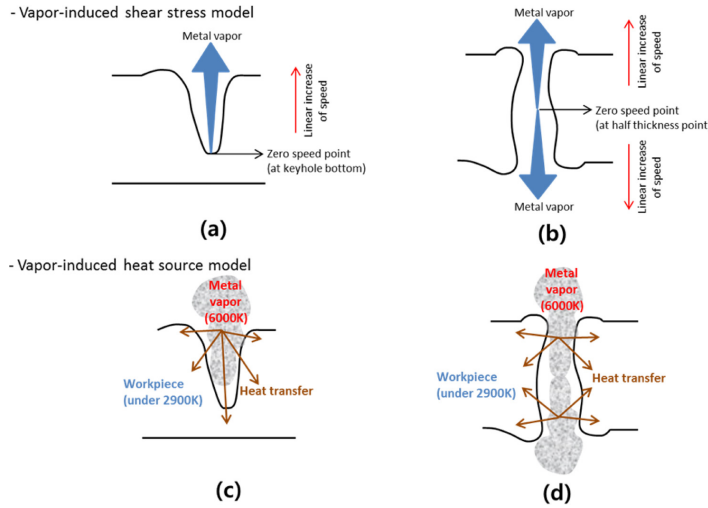 - Vapor-induced shear stress model
Metal vapor
Linear increase
of speed
Zero speed point
(at keyhole bottom)
(a)
Metal vapor
Linear increase
of speed
Zero speed point
(at half thickness point
Linear increase
of speed
Metal vapor
(b)
- Vapor-induced heat source model
Metal
vapor
(6000K)
Workpiece
(under 2900K)
Heat transfer
(c)
Metal
vapor
(6000K)
Workpiece
(under 2900K)
Heat transfer
(d)